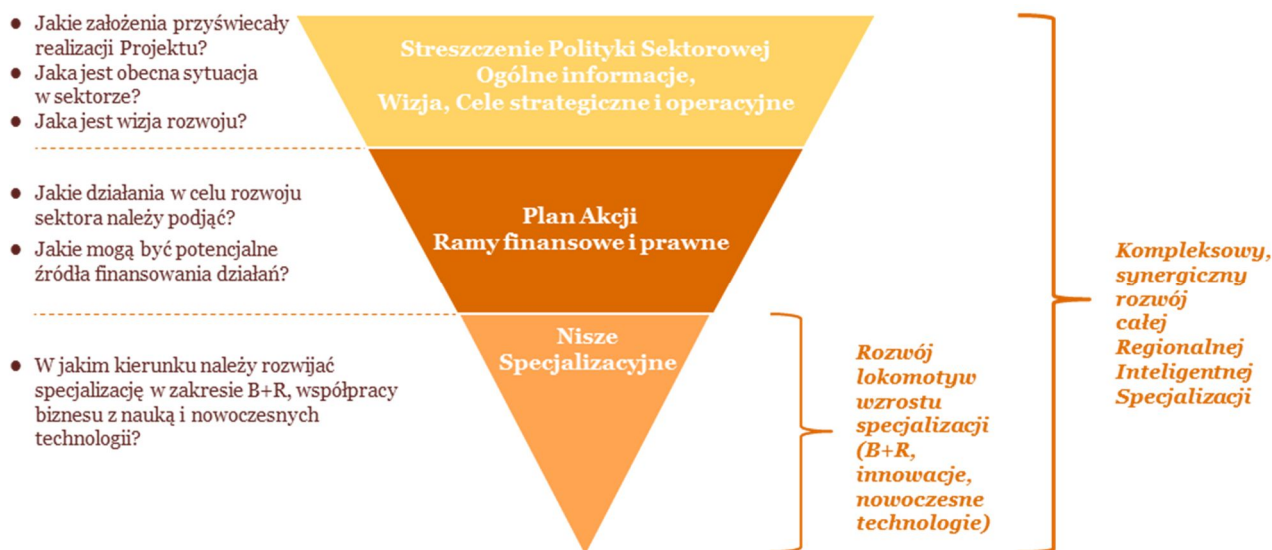 • Jakie założenia przyświecały
realizacji Projektu?
• Jaka jest obecna sytuacja
w sektorze?
• Jaka jest wizja rozwoju?
Streszczenie Polityki Sektorowej
Ogólne informacje,
Wizja, Cele strategiczne i operacyjne
• Jakie działania w celu rozwoju
sektora należy podjąć?
• Jakie mogą być potencjalne
źródła finansowania działań?
Plan Akcji
Ramy finansowe i prawne
• W jakim kierunku należy rozwijać
specjalizację w zakresie B+R, współpracy
biznesu z nauką i nowoczesnych
technologii?
Nisze
Specjalizacyjne
Rozwój
lokomotyw
wzrostu
specjalizacji
(B+R,
innowacje,
nowoczesne
technologie)
Kompleksowy,
synergiczny
rozwój
całej
Regionalnej
Inteligentnej
Specjalizacji